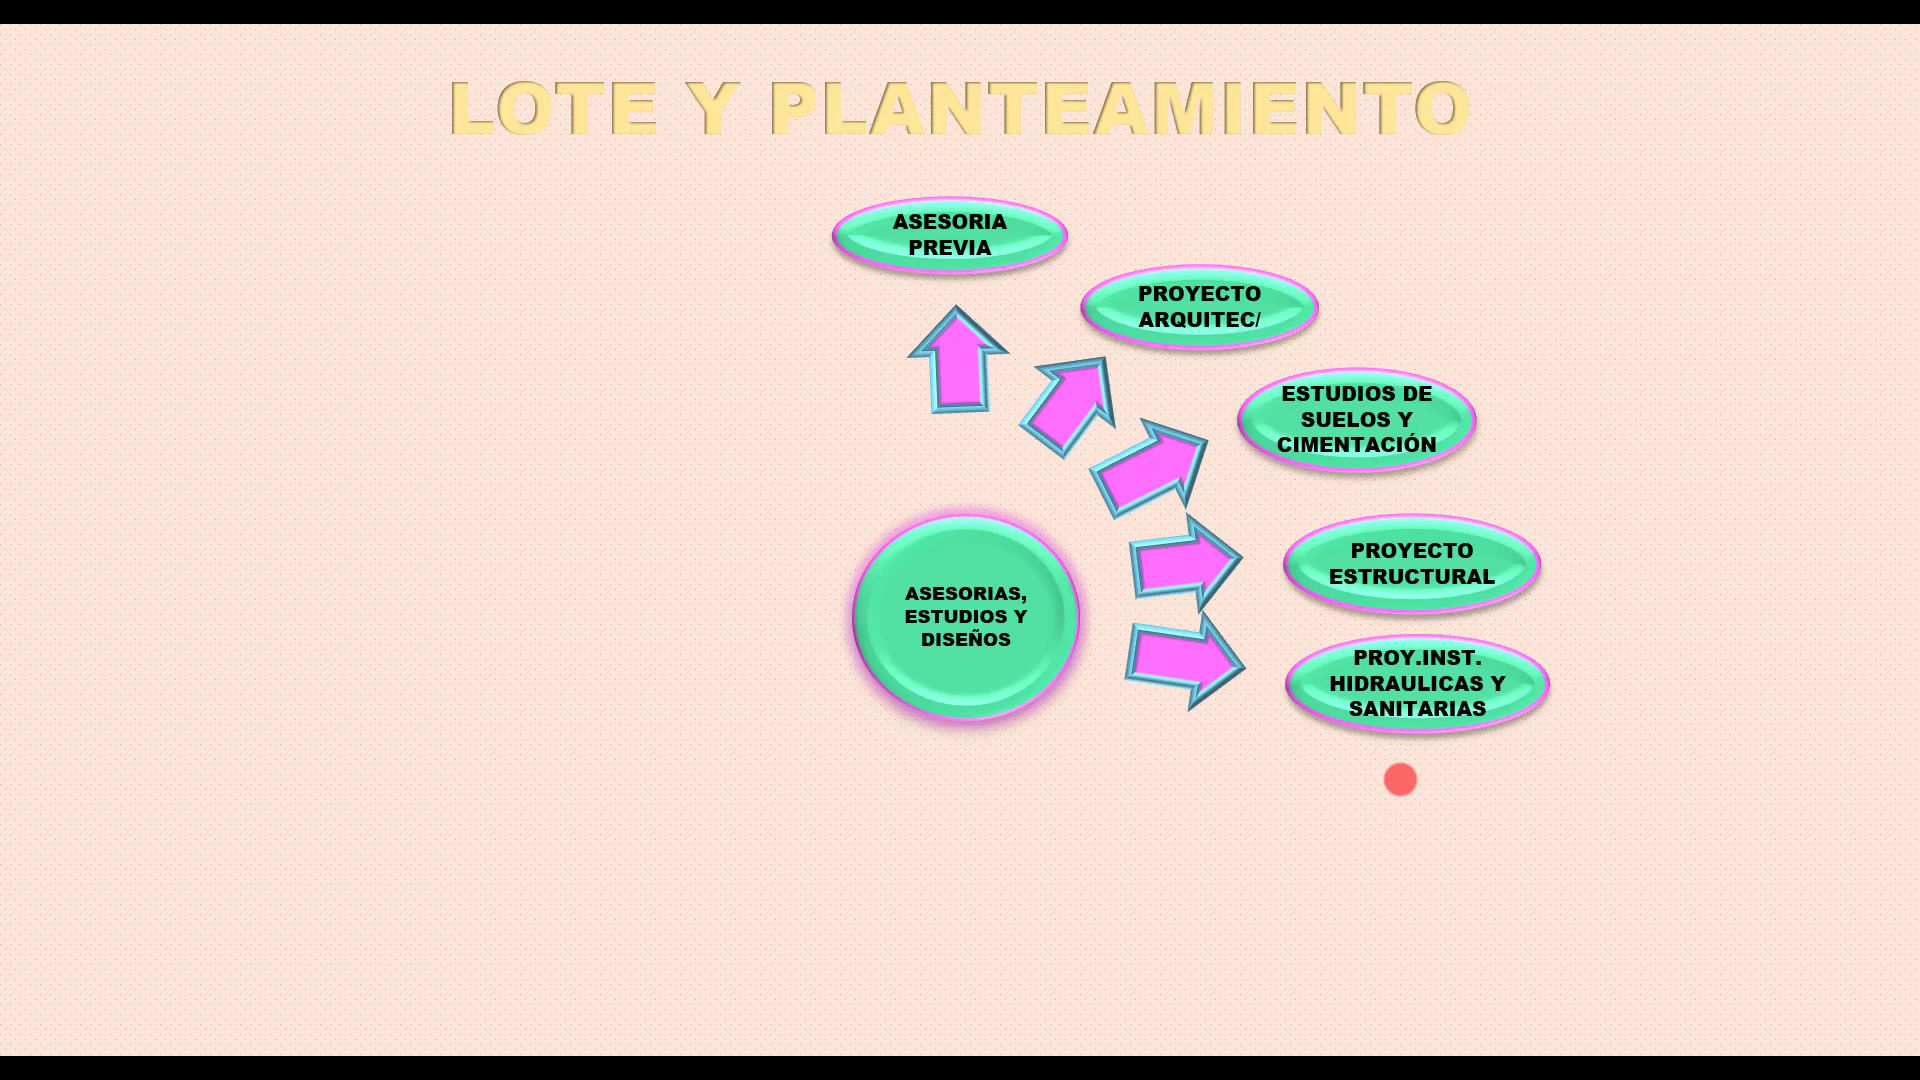 LOTE Y PLANTEAMIENTO
ASESORIA
PREVIA
PROYECTO
ARQUITEC/
ESTUDIOS DE
SUELOS Y
CIMENTACIÓN
PROYECTO
ESTRUCTURAL
PROY.INST.
HIDRAULICAS Y
SANITARIAS
ASESORIAS,
ESTUDIOS Y
DISEÑOS